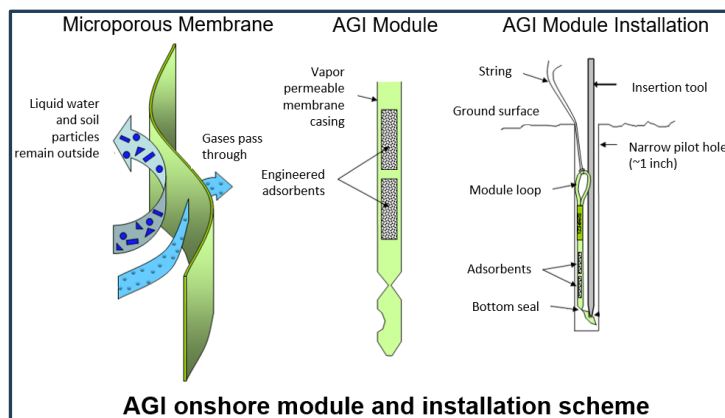 Microporous Membrane
AGI Module
AGI Module Installation
Liquid water
and soil
particles
remain outside
Gases pass
through
Vapor
permeable
membrane
casing
Engineered
adsorbents
String
Ground surface
Insertion tool
Narrow pilot hole
(~1 inch)
Module loop
Adsorbents
Bottom seal
AGI onshore module and installation scheme